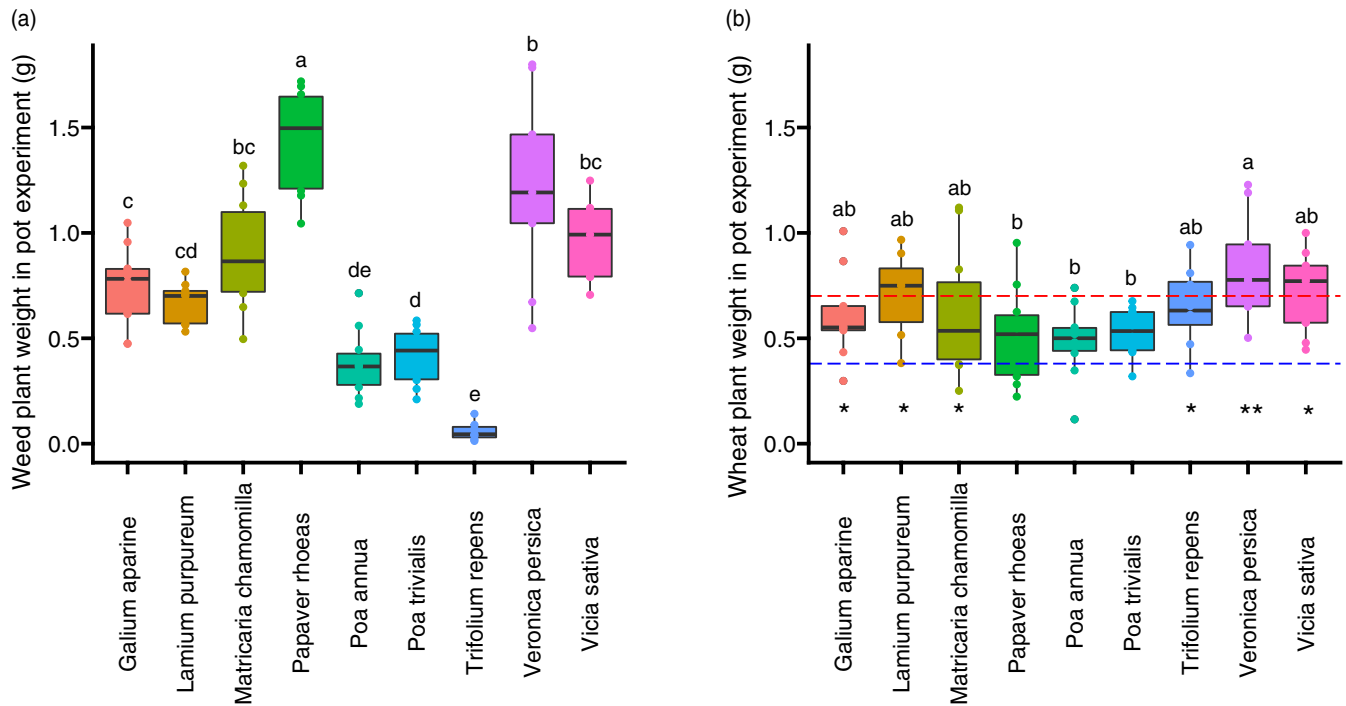 (a)
Weed plant weight in pot experiment (g)
1.5
1.0
0.5
0.0
c
cd
bc
a
de
d
e
b
bc
Galium aparine
Lamium purpureum
Matricaria chamomilla
Papaver rhoeas
Poa annua
Poa trivialis
Trifolium repens
Veronica persica
Vicia sativa
(b)
Wheat plant weight in pot experiment (g)
1.5
1.0
0.5
0.0
ab
ab
ab
b
b
b
ab
a
ab
*
*
*
*
**
*
Galium aparine
Lamium purpureum
Matricaria chamomilla
Papaver rhoeas
Poa annua
Poa trivialis
Trifolium repens
Veronica persica
Vicia sativa